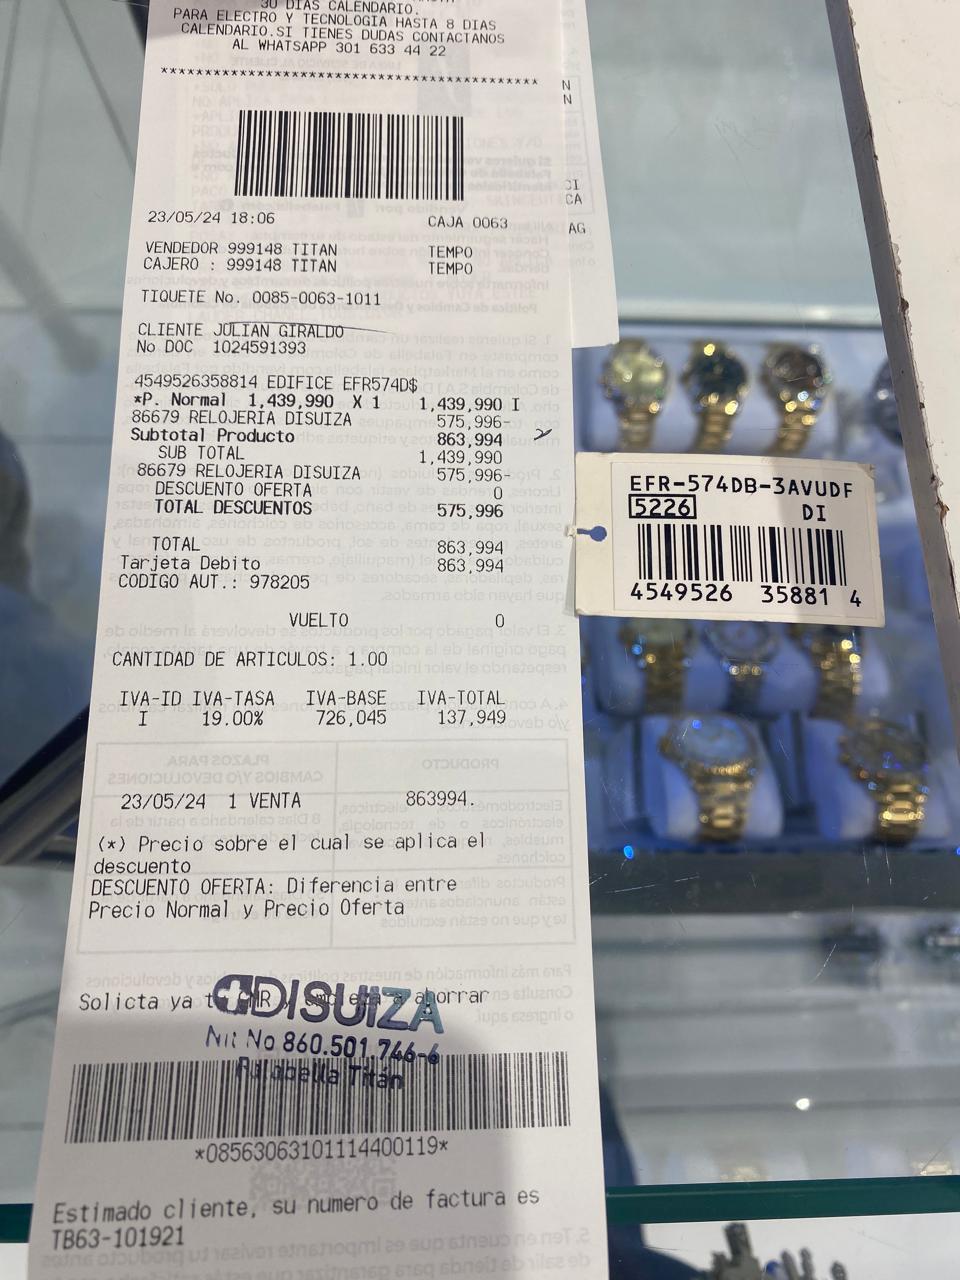 30 DIAS CALENDARIO.
PARA ELECTRO Y TECNOLOGIA HASTA 8 DIAS
CALENDARIO.SI TIENES DUDAS CONTACTANOS
AL WHATSAPP 301 633 44 22
*******************************************
N
N
CI
CA
AG
23/05/24 18:06 CAJA 0063
VENDEDOR 999148 TITAN TEMPO
CAJERO : 999148 TITAN TEMPO
TIQUETE No. 0085-0063-1011
CLIENTE JULIAN GIRALDO
No DOC 1024591393
4549526358814 EDIFICE EFR574D$
*P. Normal 1,439,990 X 1 1,439,990 I
86679 RELOJERIA DISUIZA 575,996-
Subtotal Producto 863,994
SUB TOTAL 1,439,990
86679 RELOJERIA DISUIZA 575,996-
DESCUENTO OFERTA 0
TOTAL DESCUENTOS 575,996
TOTAL 863,994
Tarjeta Debito 863,994
CODIGO AUT.: 978205
VUELTO 0
CANTIDAD DE ARTICULOS: 1.00
IVA-ID IVA-TASA IVA-BASE IVA-TOTAL
I 19.00% 726,045 137,949
23/05/24 1 VENTA 863994.
(*) Precio sobre el cual se aplica el
descuento
DESCUENTO OFERTA: Diferencia entre
Precio Normal y Precio Oferta
Solicta ya tu CMR y empieza a ahorrar
DISUIZA
Nit No 860.501.746-6
Falabella Titán
*08563063101114400119*
Estimado cliente, su numero de factura es
TB63-101921
EFR-574DB-3AVUDF
5226 DI
4549526 35881 4